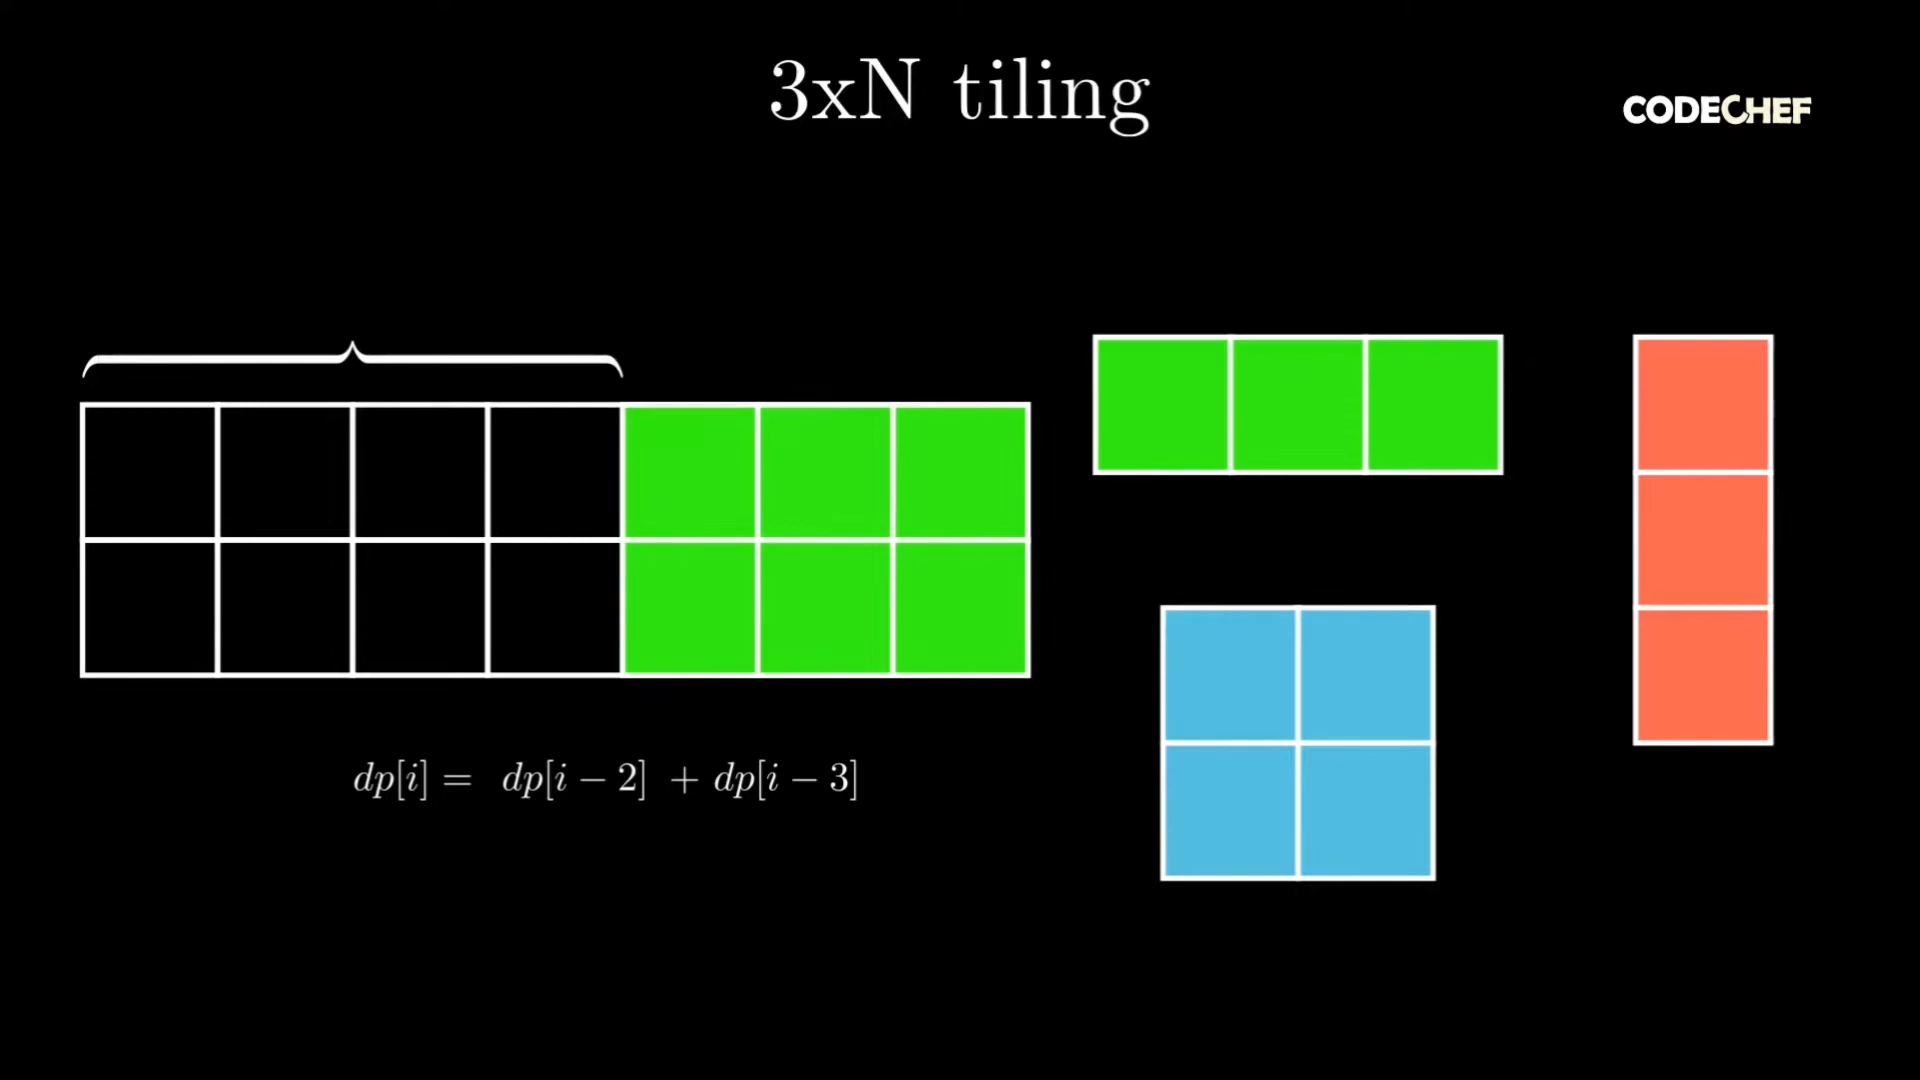 3xN tiling
CODECHEF
dp[i] = dp[i − 2] + dp[i − 3]